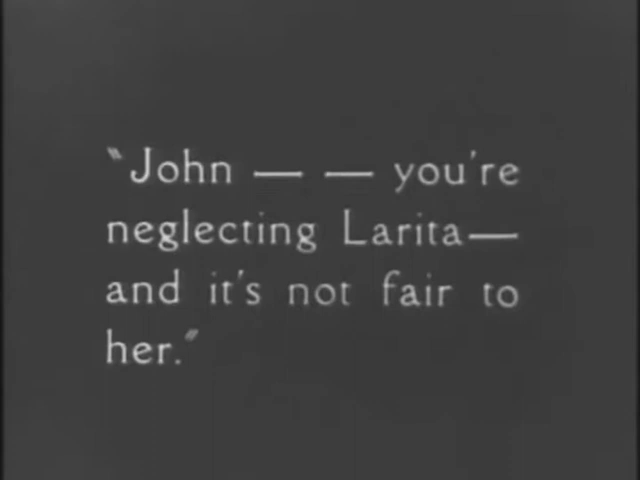 "John — — you're
neglecting Larita—
and it's not fair to
her."